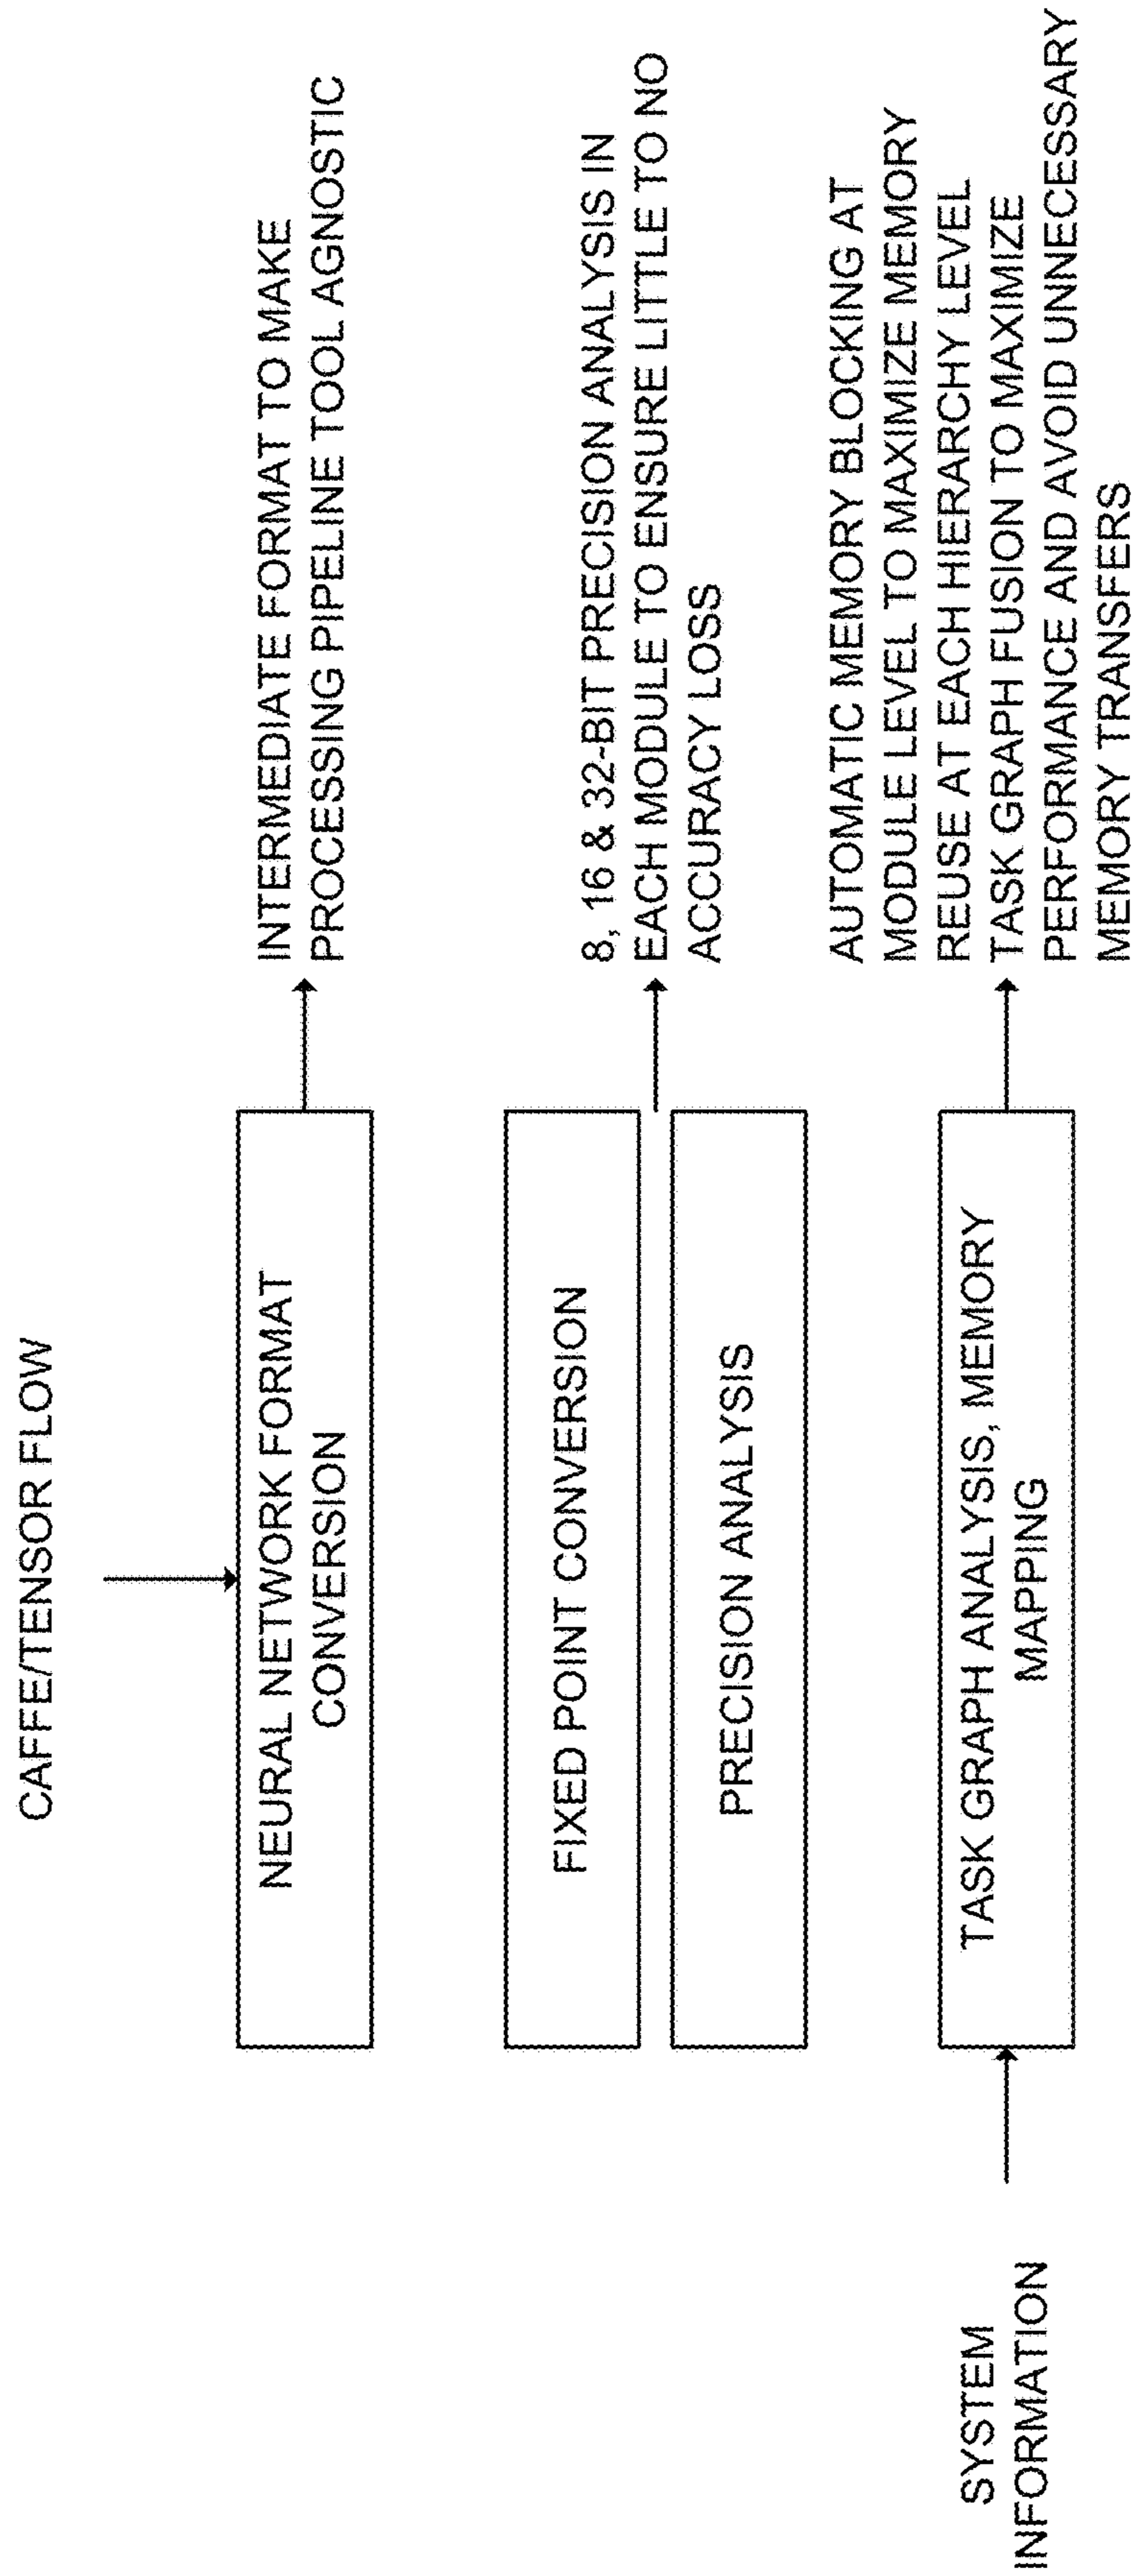 CAFFE/TENSOR FLOW
NEURAL NETWORK FORMAT
CONVERSION
INTERMEDIATE FORMAT TO MAKE
PROCESSING PIPELINE TOOL AGNOSTIC
FIXED POINT CONVERSION
PRECISION ANALYSIS
8, 16 & 32-BIT PRECISION ANALYSIS IN
EACH MODULE TO ENSURE LITTLE TO NO
ACCURACY LOSS
SYSTEM
INFORMATION
TASK GRAPH ANALYSIS, MEMORY
MAPPING
AUTOMATIC MEMORY BLOCKING AT
MODULE LEVEL TO MAXIMIZE MEMORY
REUSE AT EACH HIERARCHY LEVEL
TASK GRAPH FUSION TO MAXIMIZE
PERFORMANCE AND AVOID UNNECESSARY
MEMORY TRANSFERS